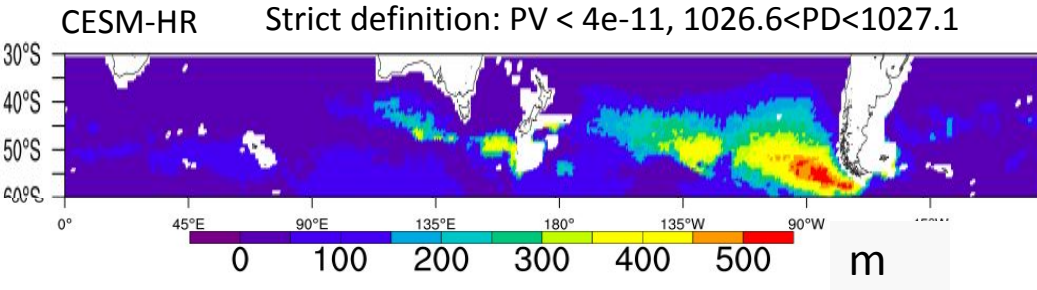 CESM-HR Strict definition: PV < 4e-11, 1026.6<PD<1027.1
30°S
40°S
50°S
60°S
0° 45°E 90°E 135°E 180° 135°W 90°W
0 100 200 300 400 500 m